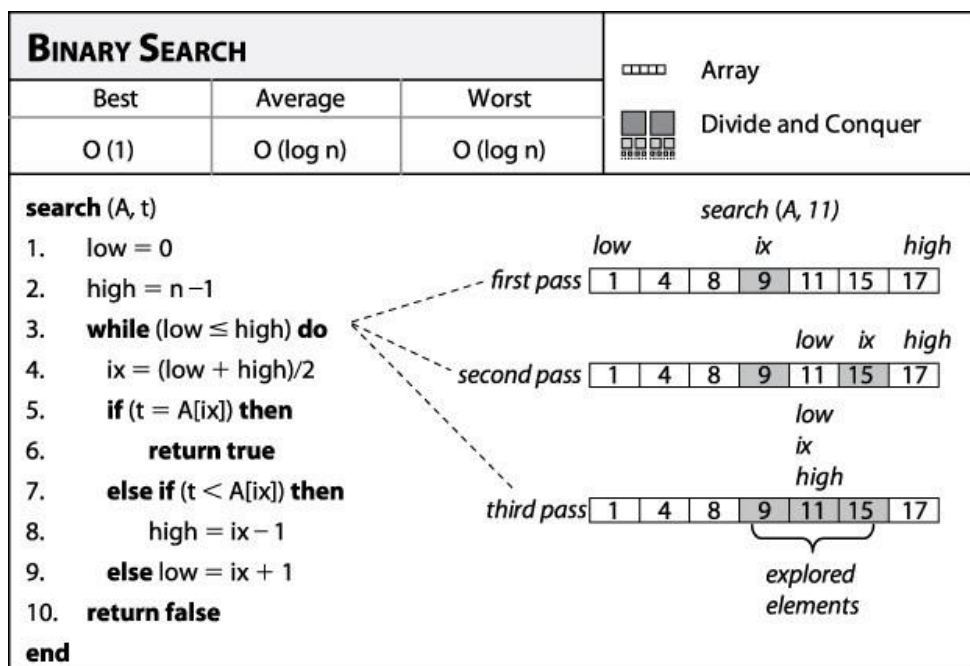 BINARY SEARCH
Best Average Worst
O (1) O (log n) O (log n)
Array
Divide and Conquer
search (A, t)
1. low = 0
2. high = n – 1
3. while (low ≤ high) do
4. ix = (low + high)/2
5. if (t = A[ix]) then
6. return true
7. else if (t < A[ix]) then
8. high = ix – 1
9. else low = ix + 1
10. return false
end
search (A, 11)
low ix high
first pass 1 4 8 9 11 15 17
low ix high
second pass 1 4 8 9 11 15 17
low
ix
high
third pass 1 4 8 9 11 15 17
explored
elements